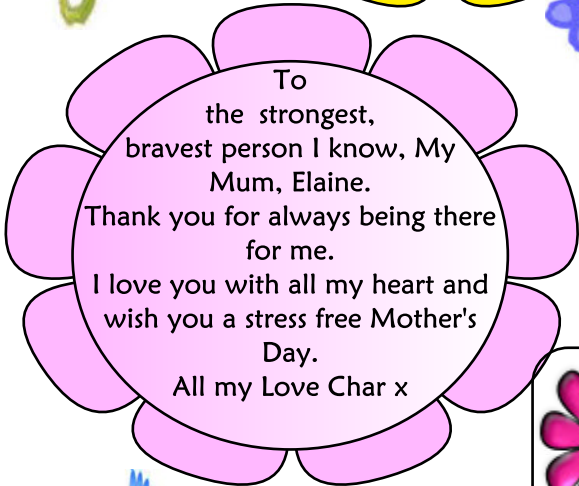 To
the strongest,
bravest person I know, My
Mum, Elaine.
Thank you for always being there
for me.
I love you with all my heart and
wish you a stress free Mother's
Day.
All my Love Char x